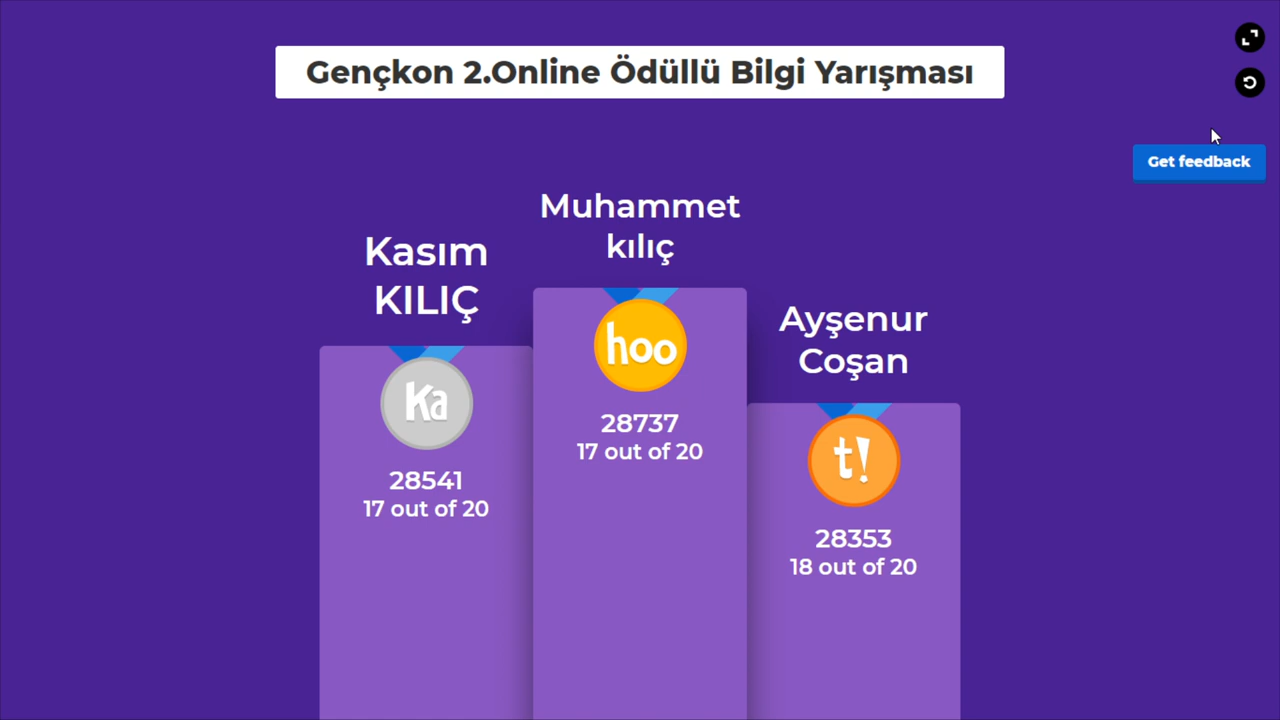 Gençkon 2.Online Ödüllü Bilgi Yarışması
Get feedback
Kasım
KILIÇ
Ka
28541
17 out of 20
Muhammet
kılıç
hoo
28737
17 out of 20
Ayşenur
Coşan
t!
28353
18 out of 20